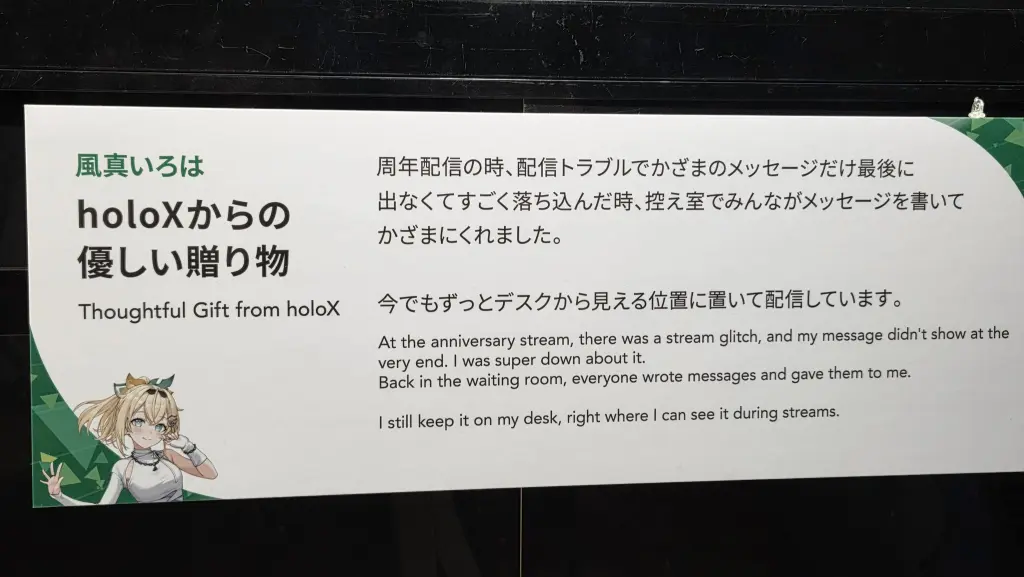 風真いろは
holoXからの
優しい贈り物
Thoughtful Gift from holoX
周年配信の時、配信トラブルでかざまのメッセージだけ最後に
出なくてすごく落ち込んだ時、控え室でみんながメッセージを書いて
かざまにくれました。
今でもずっとデスクから見える位置に置いて配信しています。
At the anniversary stream, there was a stream glitch, and my message didn't show at the
very end. I was super down about it.
Back in the waiting room, everyone wrote messages and gave them to me.
I still keep it on my desk, right where I can see it during streams.